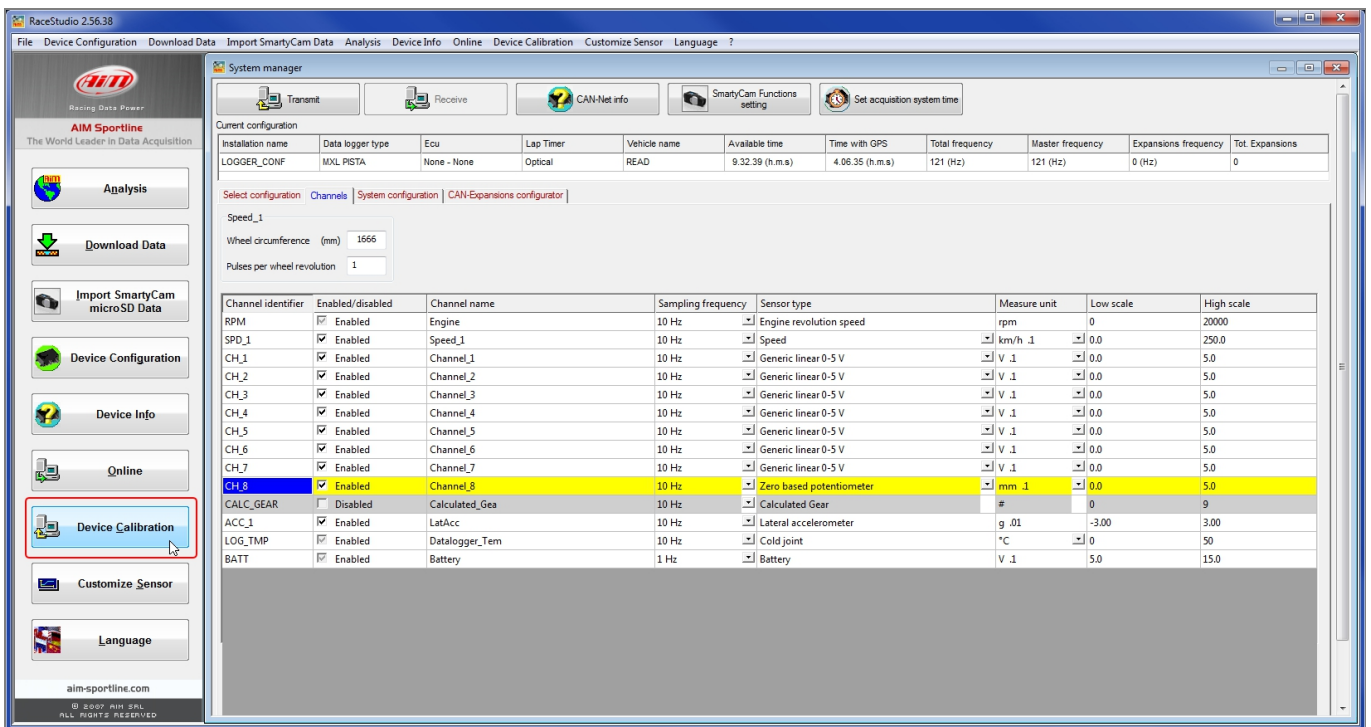 RaceStudio 2.56.38
File Device Configuration Download Data Import SmartyCam Data Analysis Device Info Online Device Calibration Customize Sensor Language ?
AiM
Racing Data Power
AIM Sportline
The World Leader in Data Acquisition
Analysis
Download Data
Import SmartyCam
microSD Data
Device Configuration
Device Info
Online
Device Calibration
Customize Sensor
Language
aim-sportline.com
© 2007 AIM SRL
ALL RIGHTS RESERVED
System manager
Transmit Receive CAN-Net info SmartyCam Functions setting Set acquisition system time
Current configuration
Installation name Data logger type Ecu Lap Timer Vehicle name Available time Time with GPS Total frequency Master frequency Expansions frequency Tot. Expansions
LOGGER_CONF MXL PISTA None - None Optical READ 9.32.39 (h.m.s) 4.06.35 (h.m.s) 121 (Hz) 121 (Hz) 0 (Hz) 0
Select configuration Channels System configuration CAN-Expansions configurator
Speed_1
Wheel circumference (mm) 1666
Pulses per wheel revolution 1
Channel identifier Enabled/disabled Channel name Sampling frequency Sensor type Measure unit Low scale High scale
RPM Enabled Engine 10 Hz Engine revolution speed rpm 0 20000
SPD_1 Enabled Speed_1 10 Hz Speed km/h .1 0.0 250.0
CH_1 Enabled Channel_1 10 Hz Generic linear 0-5 V V .1 0.0 5.0
CH_2 Enabled Channel_2 10 Hz Generic linear 0-5 V V .1 0.0 5.0
CH_3 Enabled Channel_3 10 Hz Generic linear 0-5 V V .1 0.0 5.0
CH_4 Enabled Channel_4 10 Hz Generic linear 0-5 V V .1 0.0 5.0
CH_5 Enabled Channel_5 10 Hz Generic linear 0-5 V V .1 0.0 5.0
CH_6 Enabled Channel_6 10 Hz Generic linear 0-5 V V .1 0.0 5.0
CH_7 Enabled Channel_7 10 Hz Generic linear 0-5 V V .1 0.0 5.0
CH_8 Enabled Channel_8 10 Hz Zero based potentiometer mm .1 0.0 5.0
CALC_GEAR Disabled Calculated_Gea 10 Hz Calculated Gear # 0 9
ACC_1 Enabled LatAcc 10 Hz Lateral accelerometer g .01 -3.00 3.00
LOG_TMP Enabled Datalogger_Tem 10 Hz Cold joint °C 0 50
BATT Enabled Battery 1 Hz Battery V .1 5.0 15.0